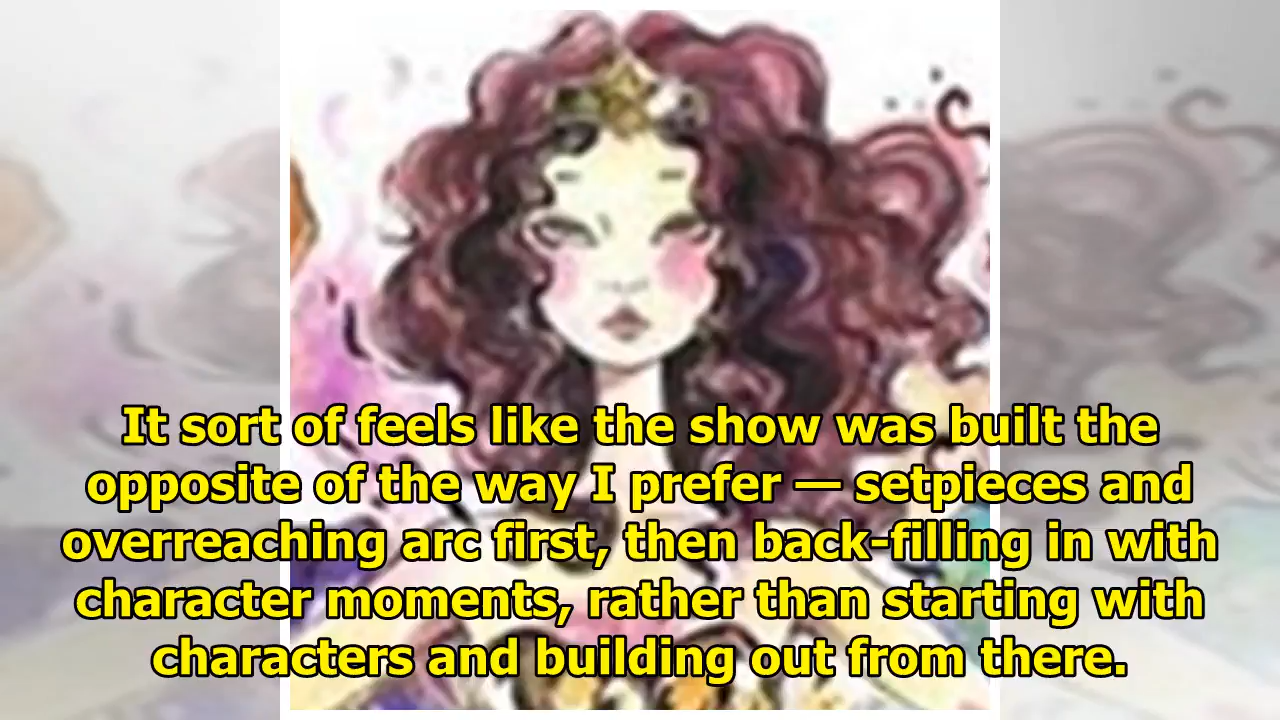 It sort of feels like the show was built the
opposite of the way I prefer — setpieces and
overreaching arc first, then back-filling in with
character moments, rather than starting with
characters and building out from there.